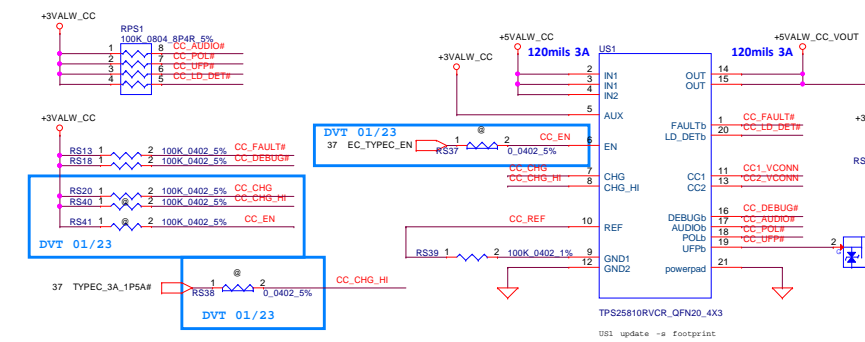 +3VALW_CC
RPS1
100K_0804_8P4R_5%
1 8 CC_AUDIO#
2 7 CC_POL#
3 6 CC_UFP#
4 5 CC_LD_DET#
+3VALW_CC
RS13 1 2 100K_0402_5% CC_FAULT#
RS18 1 2 100K_0402_5% CC_DEBUG#
RS20 1 2 100K_0402_5% CC_CHG
RS40 1 @ 2 100K_0402_5% CC_CHG_HI
RS41 1 @ 2 100K_0402_5% CC_EN
DVT 01/23
37 TYPEC_3A_1P5A# RS38 1 @ 2 0_0402_5% CC_CHG_HI
DVT 01/23
+5VALW_CC
120mils 3A
+3VALW_CC
DVT 01/23
37 EC_TYPEC_EN RS37 1 @ 2 0_0402_5% CC_EN
CC_CHG
CC_CHG_HI
CC_REF
RS39 1 2 100K_0402_1%
US1
2 IN1
3 IN1
4 IN2
5 AUX
6 EN
7 CHG
8 CHG_HI
10 REF
9 GND1
12 GND2
+5VALW_CC_VOUT
120mils 3A
OUT 14
OUT 15
FAULTb 1 CC_FAULT#
LD_DETb 20 CC_LD_DET#
CC1 11 CC1_VCONN
CC2 13 CC2_VCONN
DEBUGb 16 CC_DEBUG#
AUDIOb 17 CC_AUDIO#
POLb 18 CC_POL#
UFPb 19 CC_UFP#
powerpad 21
TPS25810RVCR_QFN20_4X3
US1 update -s footprint
+3
RS
2